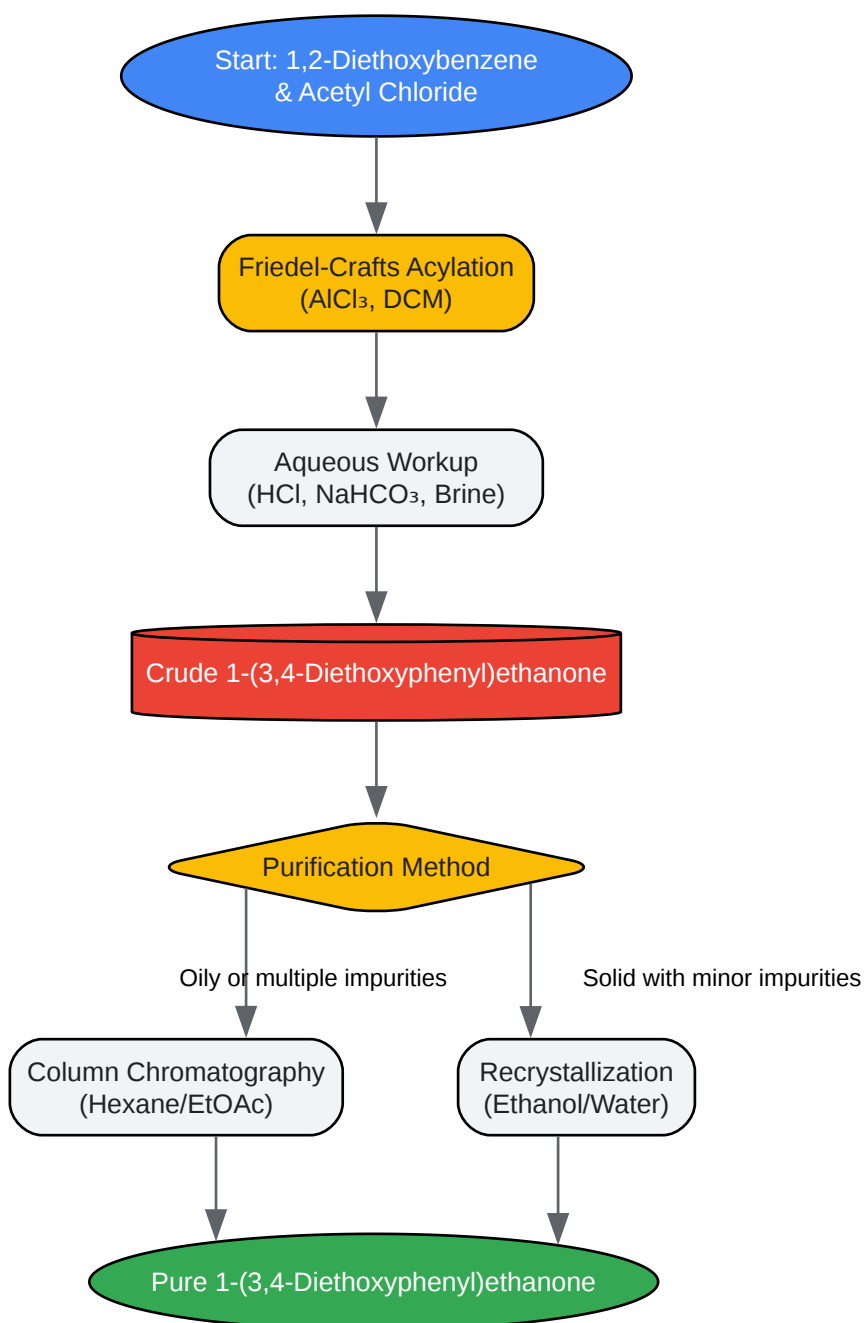 Start: 1,2-Diethoxybenzene
& Acetyl Chloride
Friedel-Crafts Acylation
(AlCl₃, DCM)
Aqueous Workup
(HCl, NaHCO₃, Brine)
Crude 1-(3,4-Diethoxyphenyl)ethanone
Purification Method
Oily or multiple impurities
Solid with minor impurities
Column Chromatography
(Hexane/EtOAc)
Recrystallization
(Ethanol/Water)
Pure 1-(3,4-Diethoxyphenyl)ethanone